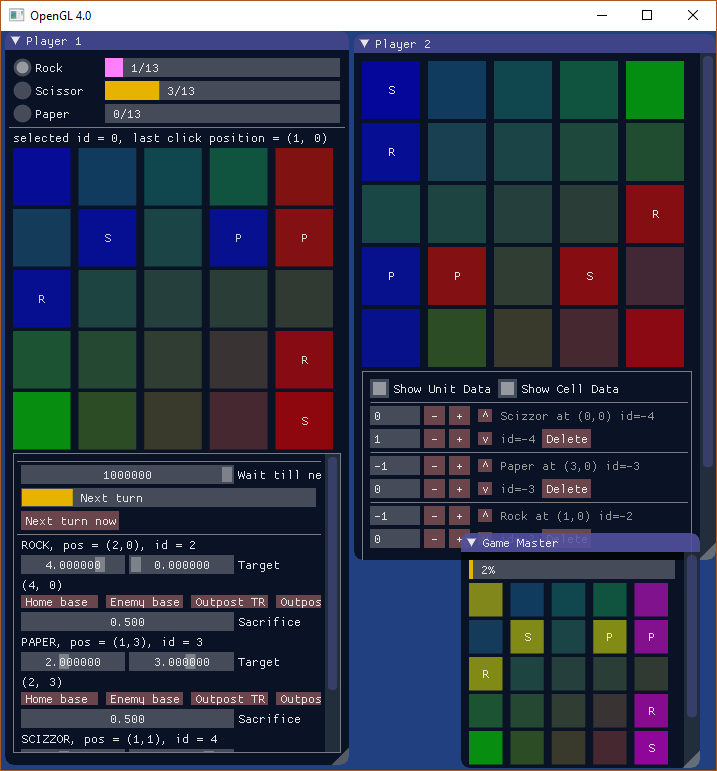 OpenGL 4.0
Player 1
Rock 1/13
Scissor 3/13
Paper 0/13
selected id = 0, last click position = (1, 0)
S P P
R
R
S
1000000 Wait till ne
Next turn
Next turn now
ROCK, pos = (2,0), id = 2
4.000000 0.000000 Target
(4, 0)
Home base Enemy base Outpost TR Outpos
0.500 Sacrifice
PAPER, pos = (1,3), id = 3
2.000000 3.000000 Target
(2, 3)
Home base Enemy base Outpost TR Outpos
0.500 Sacrifice
SCIZZOR, pos = (1,1), id = 4
Player 2
S
R
R
P P S
Show Unit Data Show Cell Data
0 - + ^ Scizzor at (0,0) id=-4
1 - + v id=-4 Delete
-1 - + ^ Paper at (3,0) id=-3
0 - + v id=-3 Delete
-1 - + ^ Rock at (1,0) id=-2
0 -
Game Master
2%
S P P
R
R
S